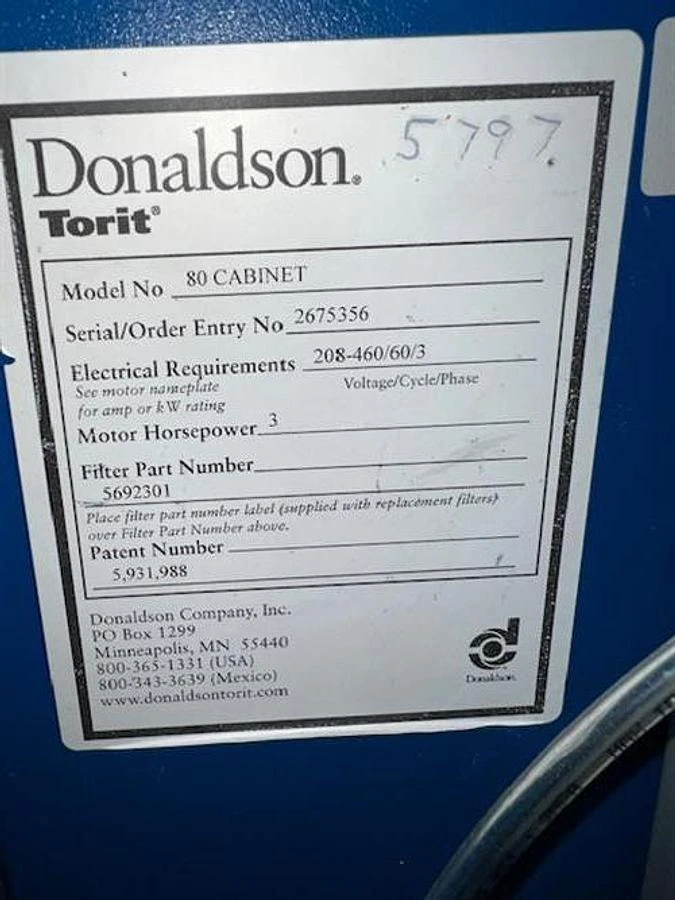 5797
Donaldson®
Torit®
Model No 80 CABINET
Serial/Order Entry No 2675356
Electrical Requirements 208-460/60/3
See motor nameplate Voltage/Cycle/Phase
for amp or kW rating
Motor Horsepower 3
Filter Part Number
5692301
Place filter part number label (supplied with replacement filters)
over Filter Part Number above.
Patent Number
5,931,988
Donaldson Company, Inc.
PO Box 1299
Minneapolis, MN 55440
800-365-1331 (USA)
800-343-3639 (Mexico)
www.donaldsontorit.com
Donaldson.